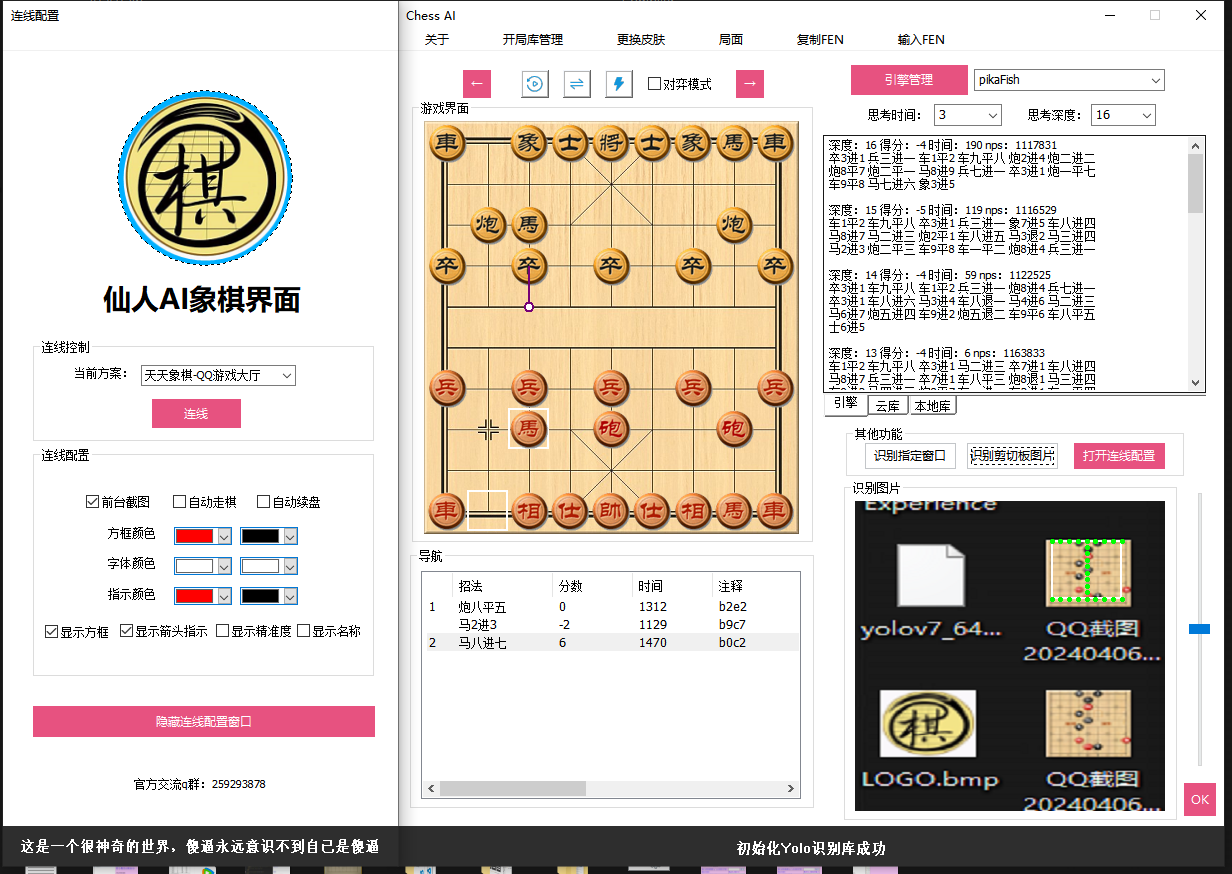 连线配置
棋
仙人AI象棋界面
连线控制
当前方案:
天天象棋-QQ游戏大厅
连线
连线配置
前台截图
自动走棋
自动续盘
方框颜色
字体颜色
指示颜色
显示方框
显示箭头指示
显示精准度
显示名称
隐藏连线配置窗口
官方交流q群:259293878
这是一个很神奇的世界,傻逼永远意识不到自己是傻逼
Chess AI
关于
开局库管理
更换皮肤
局面
复制FEN
输入FEN
←
对弈模式
→
游戏界面
車 象 士 将 士 象 馬 車
炮 馬 炮
卒 卒 卒 卒 卒
兵 兵 兵 兵 兵
馬 砲 砲
車 相 仕 帥 仕 相 馬 車
导航
招法 分数 时间 注释
1 炮八平五 0 1312 b2e2
马2进3 -2 1129 b9c7
2 马八进七 6 1470 b0c2
引擎管理
pikaFish
思考时间: 3
思考深度: 16
深度:16 得分:-4 时间:190 nps:1117831
卒3进1 兵三进一 车1平2 车九平八 炮2进4 炮二进二
炮8平7 炮二平一 马8进9 兵七进一 卒3进1 炮一平七
车9平8 马七进六 象3进5
深度:15 得分:-5 时间:119 nps:1116529
车1平2 车九平八 卒3进1 兵三进一 象7进5 车八进四
马8进7 马二进三 炮2平1 车八进五 马3退2 马三进四
马2进3 炮二平三 车9平8 车一平二 炮8进4 兵三进一
深度:14 得分:-4 时间:59 nps:1122525
卒3进1 车九平八 车1平2 兵三进一 炮8进4 兵七进一
卒3进1 车八进六 马3进4 车八退一 马4进6 马二进三
马6进7 炮五进四 车9进2 炮五退二 车9平6 车八平五
士6进5
深度:13 得分:-4 时间:6 nps:1163833
车1平2 车九平八 卒3进1 马二进三 卒7进1 车八进四
马8进7 兵三进一 卒7进1 车八平三 炮8退1 马三进四
引擎
云库
本地库
其他功能
识别指定窗口
识别剪切板图片
打开连线配置
识别图片
Experience
yolov7_64...
QQ截图
20240406...
棋
LOGO.bmp
QQ截图
20240406...
OK
初始化Yolo识别库成功